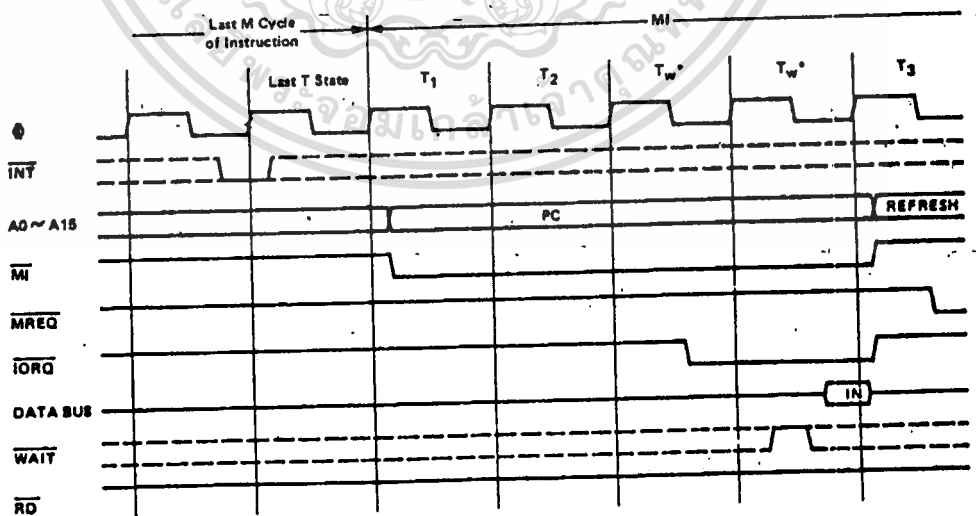 Last M Cycle
of Instruction
MI
Last T State
T1
T2
Tw*
Tw*
T3
Φ
INT
A0 ~ A15
PC
REFRESH
MI
MREQ
IORQ
DATA BUS
IN
WAIT
RD